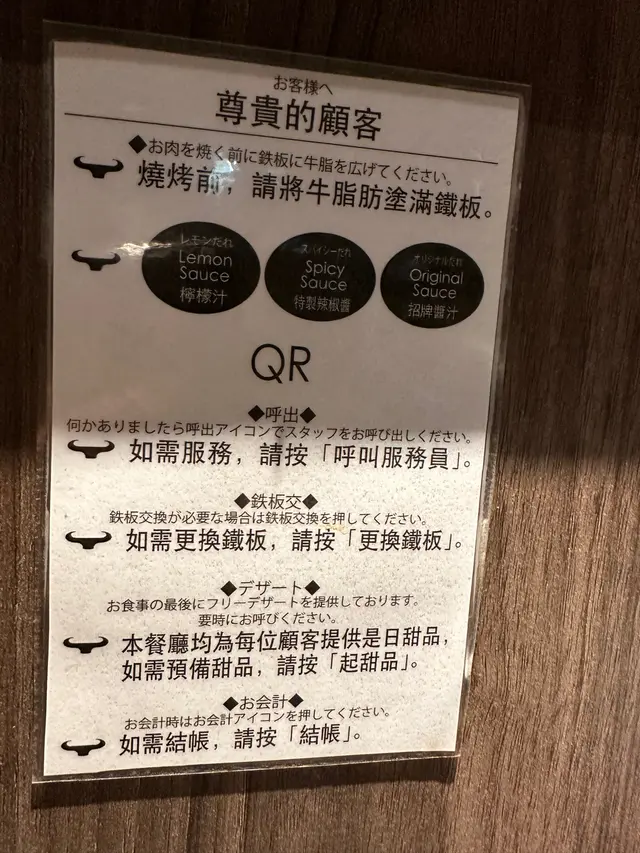 お客様へ
尊貴的顧客
◆お肉を焼く前に鉄板に牛脂を広げてください。
燒烤前，請將牛脂肪塗滿鐵板。
レモンだれ
Lemon
Sauce
檸檬汁
スパイシーだれ
Spicy
Sauce
特製辣椒醬
オリジナルだれ
Original
Sauce
招牌醬汁
QR
◆呼出◆
何かありましたら呼出アイコンでスタッフをお呼び出しください。
如需服務，請按「呼叫服務員」。
◆鉄板交◆
鉄板交換が必要な場合は鉄板交換を押してください。
如需更換鐵板，請按「更換鐵板」。
◆デザート◆
お食事の最後にフリーデザートを提供しております。
要時にお呼びください。
本餐廳均為每位顧客提供是日甜品，
如需預備甜品，請按「起甜品」。
◆お会計◆
お会計時はお会計アイコンを押してください。
如需結帳，請按「結帳」。